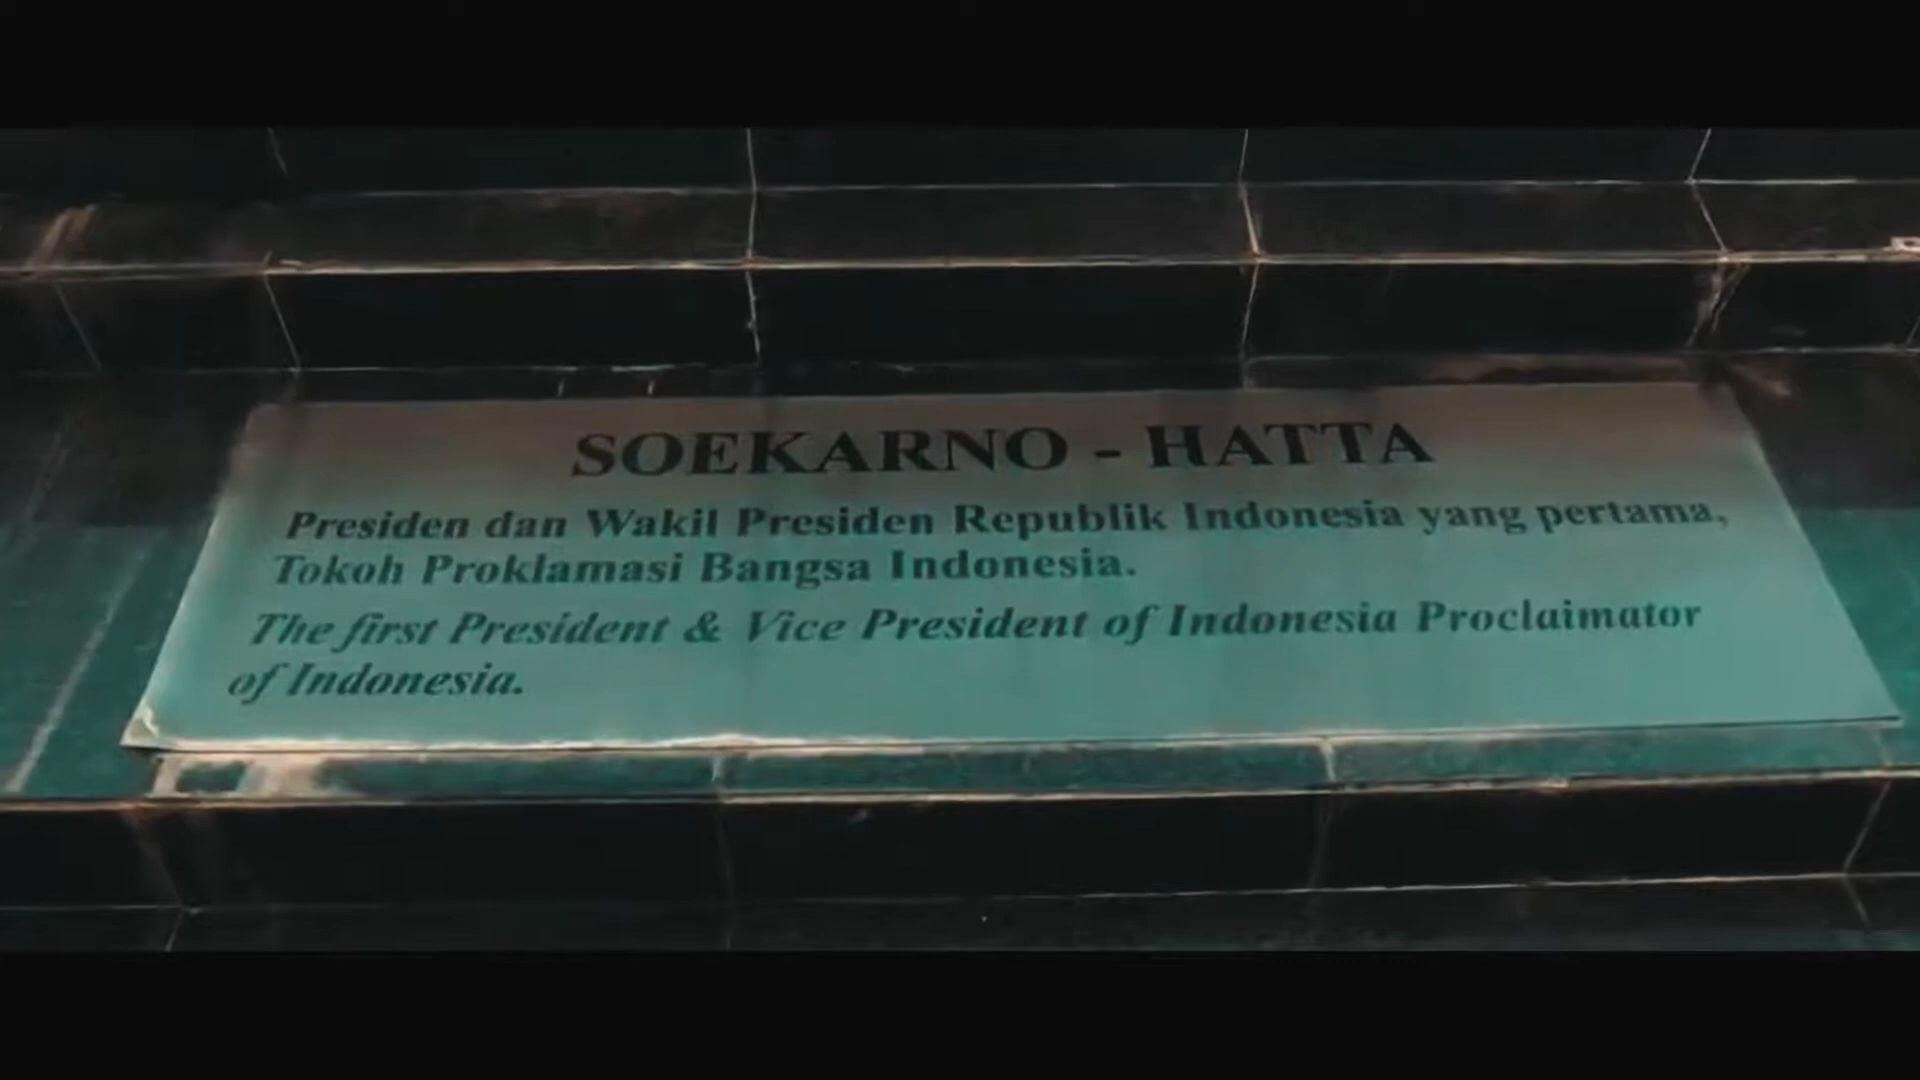 SOEKARNO - HATTA
Presiden dan Wakil Presiden Republik Indonesia yang pertama,
Tokoh Proklamasi Bangsa Indonesia.
The first President & Vice President of Indonesia Proclaimator
of Indonesia.